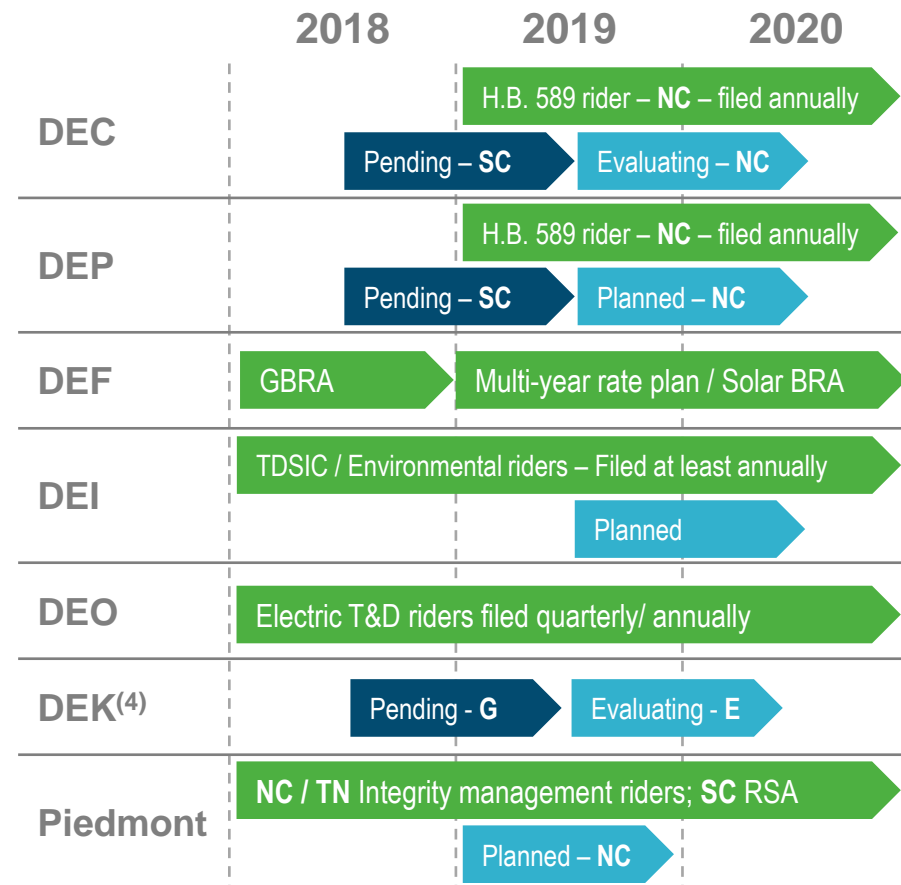 2018 2019 2020
H.B. 589 rider – NC – filed annually
DEC
Pending – SC Evaluating – NC
H.B. 589 rider – NC – filed annually
DEP
Pending – SC Planned – NC
DEF GBRA Multi-year rate plan / Solar BRA
TDSIC / Environmental riders – Filed at least annually
DEI
Planned
DEO Electric T&D riders filed quarterly/ annually
DEK(4) Pending - G Evaluating - E
NC / TN Integrity management riders; SC RSA
Piedmont
Planned – NC